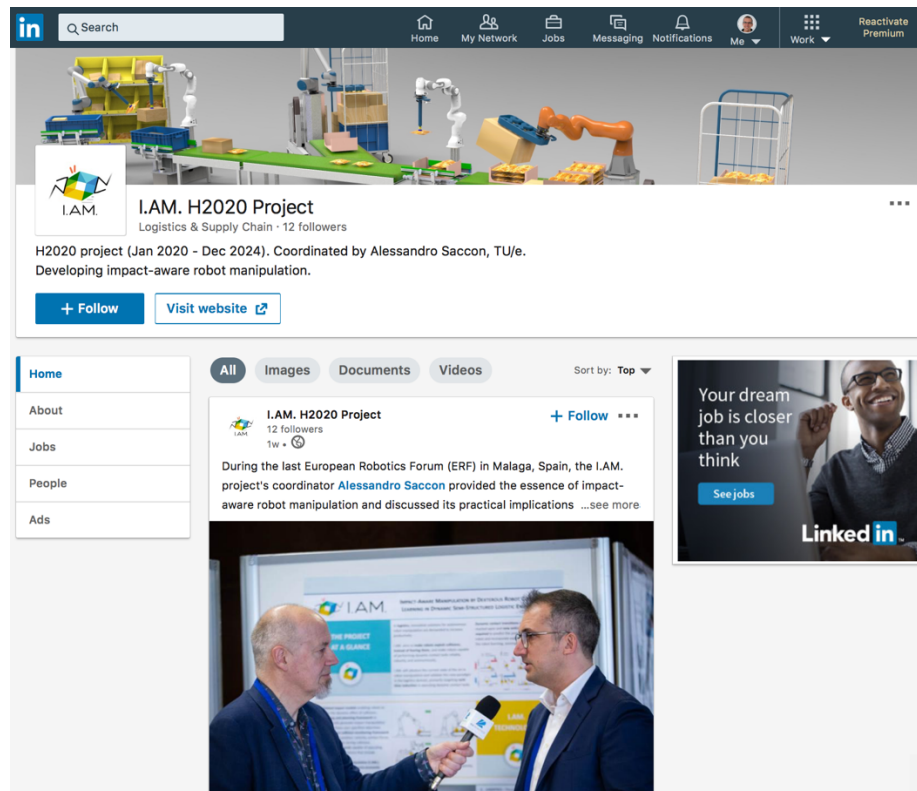 in
Search
Home
My Network
Jobs
Messaging
Notifications
Me
Work
Reactivate
Premium
I.AM.
I.AM. H2020 Project
Logistics & Supply Chain · 12 followers
H2020 project (Jan 2020 - Dec 2024). Coordinated by Alessandro Saccon, TU/e.
Developing impact-aware robot manipulation.
+ Follow
Visit website
Home
About
Jobs
People
Ads
All
Images
Documents
Videos
Sort by: Top
I.AM.
I.AM. H2020 Project
12 followers
1w •
+ Follow
During the last European Robotics Forum (ERF) in Malaga, Spain, the I.AM.
project's coordinator Alessandro Saccon provided the essence of impact-
aware robot manipulation and discussed its practical implications ...see more
I.AM.
THE PROJECT
AT A GLANCE
I.AM.
Your dream
job is closer
than you
think
See jobs
Linked in